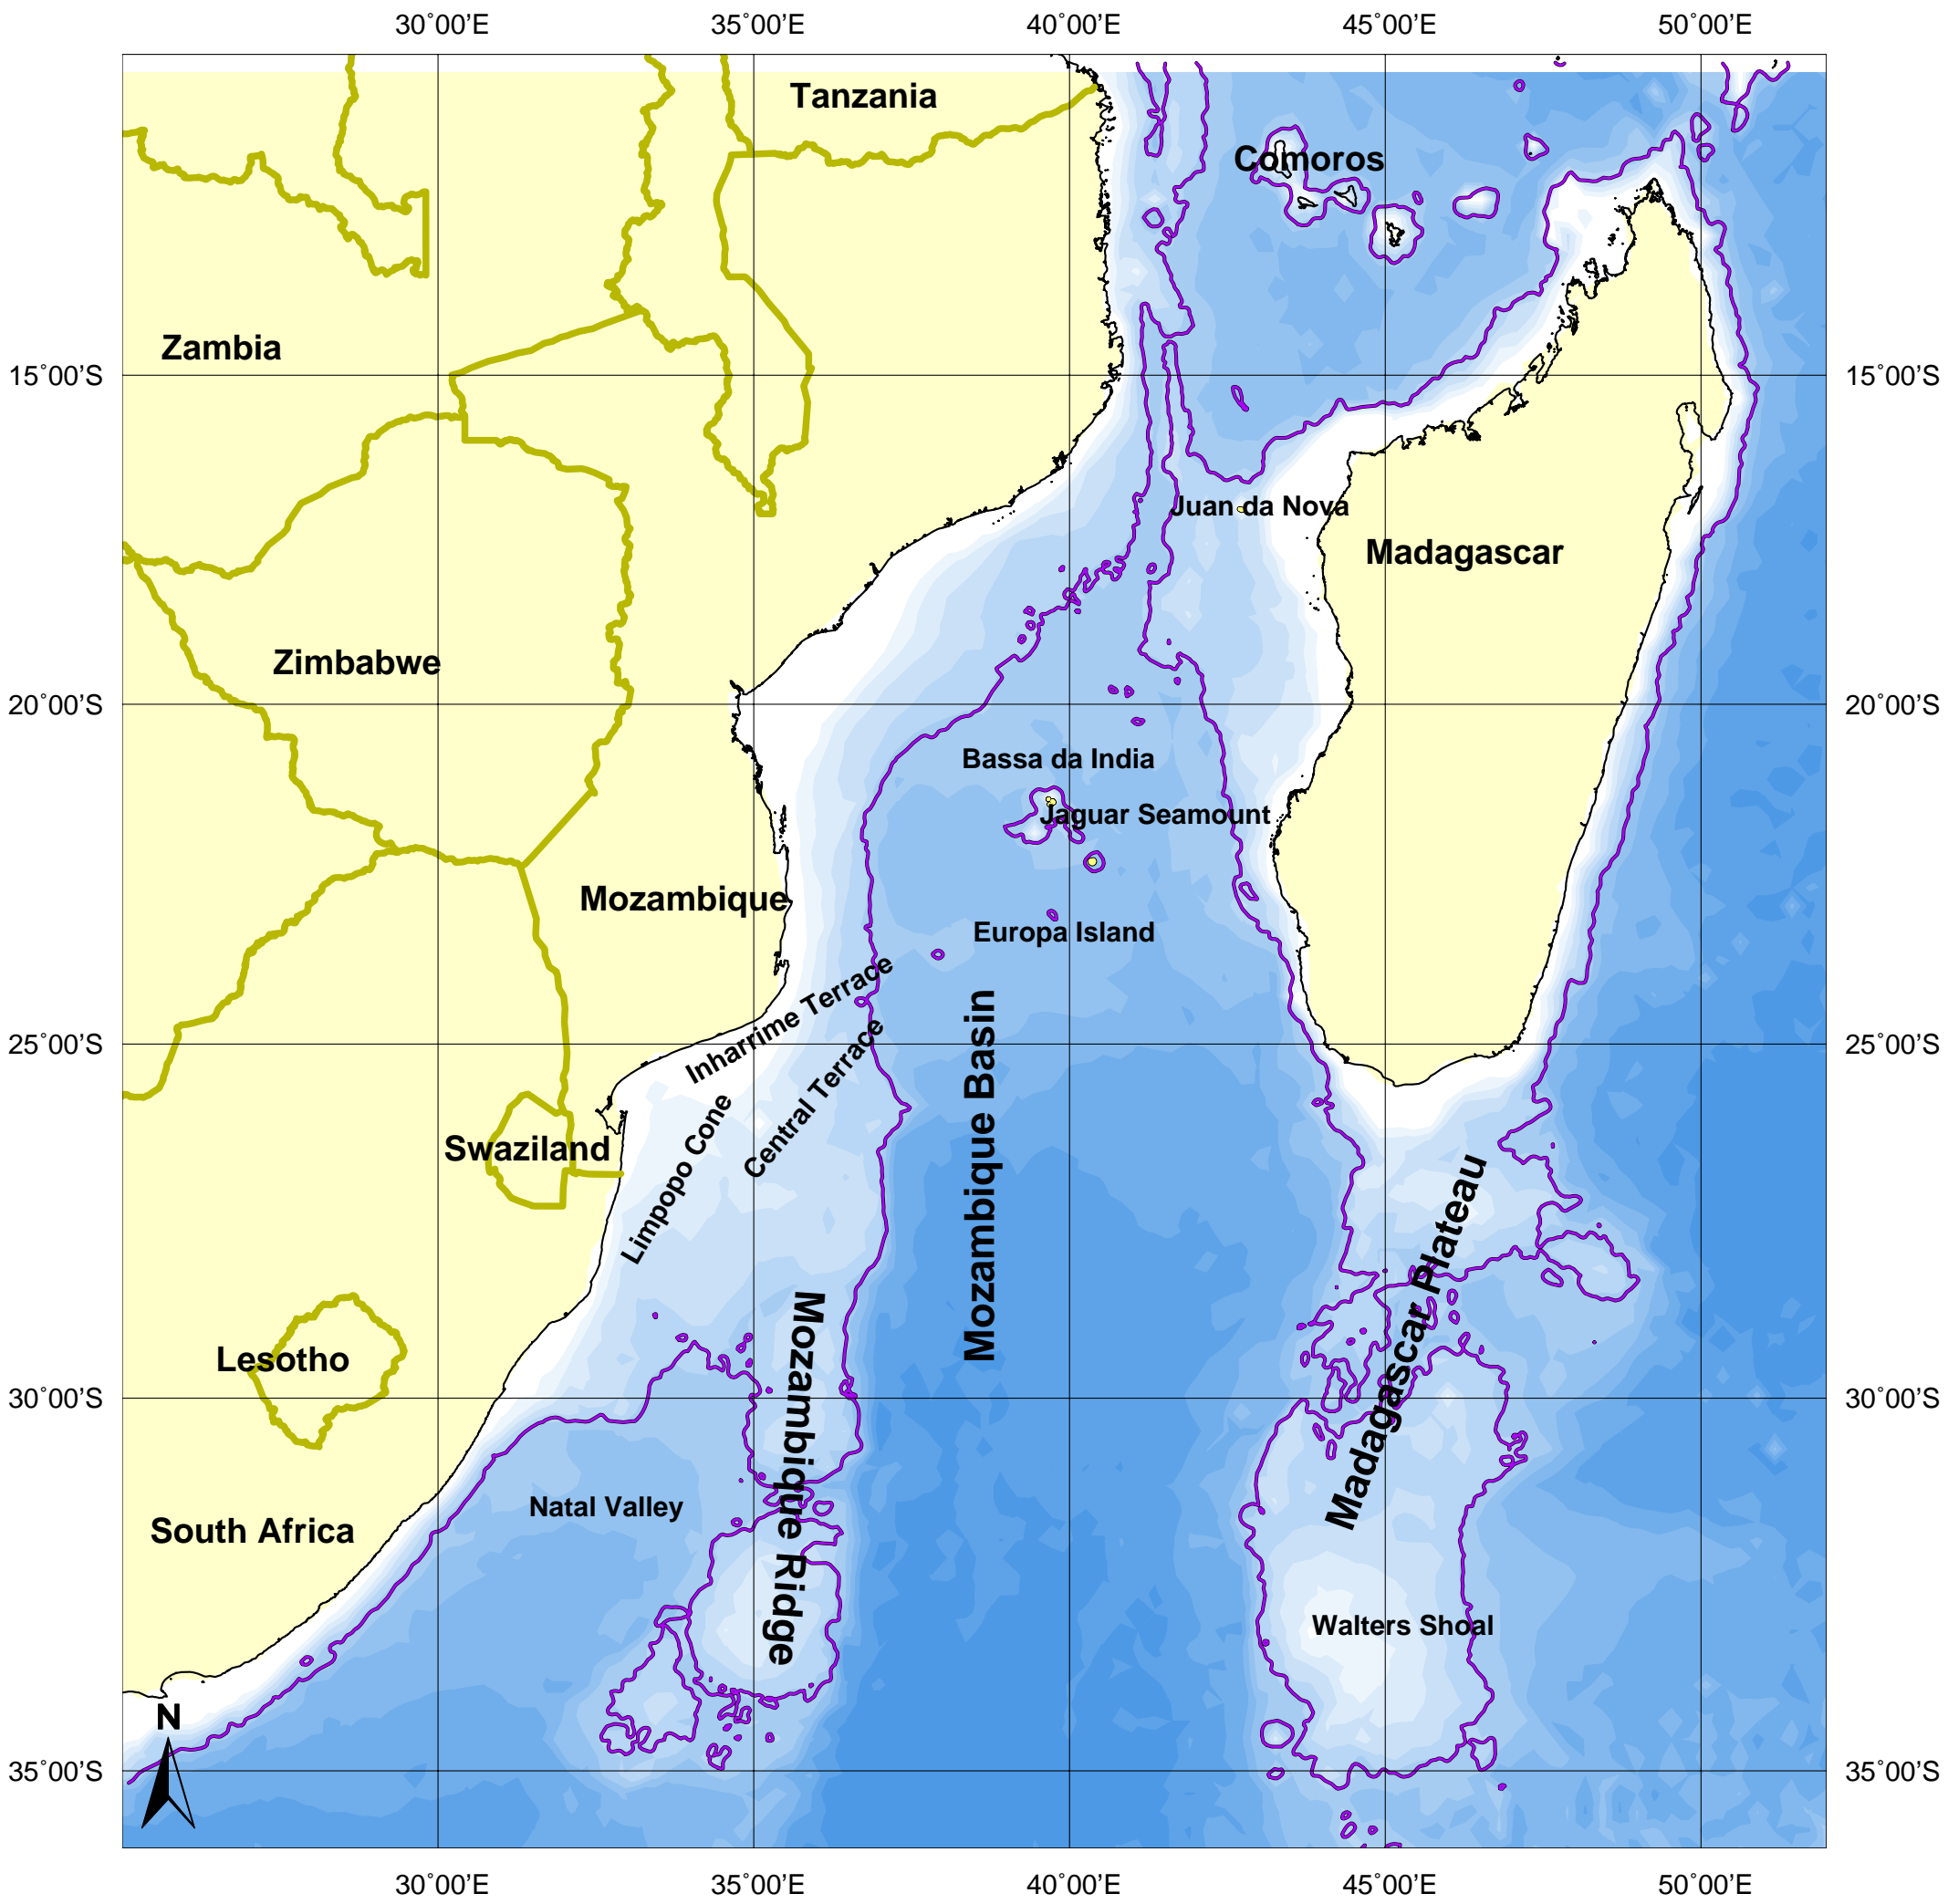 30°00'E 35°00'E 40°00'E 45°00'E 50°00'E
Tanzania
Comoros
Zambia
15°00'S 15°00'S
Juan da Nova
Madagascar
Zimbabwe
20°00'S 20°00'S
Bassa da India
Jaguar Seamount
Mozambique
Europa Island
Inharrime Terrace
Central Terrace
Mozambique Basin
25°00'S 25°00'S
Limpopo Cone
Swaziland
Madagascar Plateau
Mozambique Ridge
Lesotho
30°00'S 30°00'S
Natal Valley
South Africa
Walters Shoal
N
35°00'S 35°00'S
30°00'E 35°00'E 40°00'E 45°00'E 50°00'E